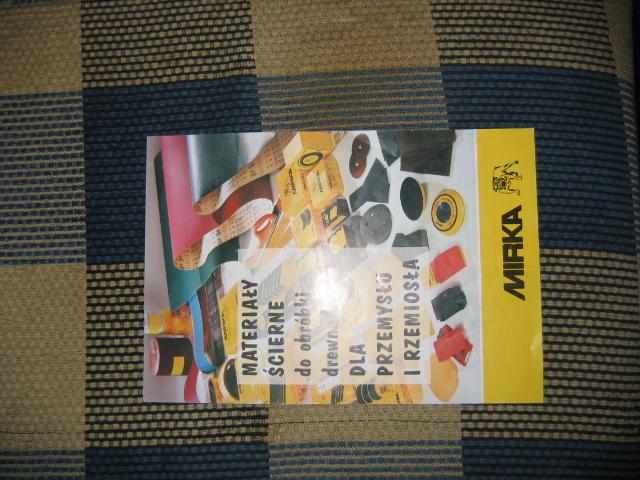 MATERIAŁY
ŚCIERNE
do obróbki
drewna
DLA
PRZEMYSŁU
I RZEMIOSŁA
MIRKA